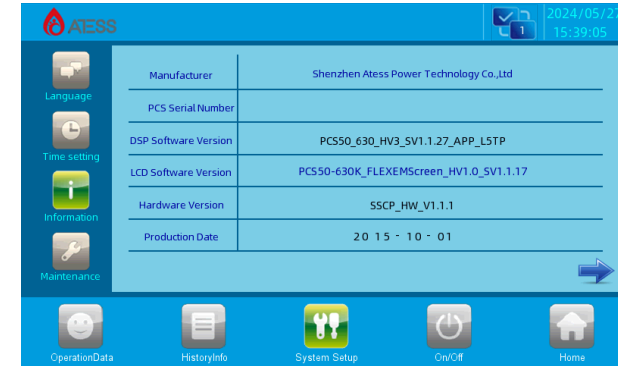 ATESS
1
2024/05/27
15:39:05
Language
Time setting
Information
Maintenance
Manufacturer Shenzhen Atess Power Technology Co.,Ltd
PCS Serial Number
DSP Software Version PCS50_630_HV3_SV1.1.27_APP_L5TP
LCD Software Version PCS50-630K_FLEXEMScreen_HV1.0_SV1.1.17
Hardware Version SSCP_HW_V1.1.1
Production Date 2015-10-01
OperationData
HistoryInfo
System Setup
On/Off
Home